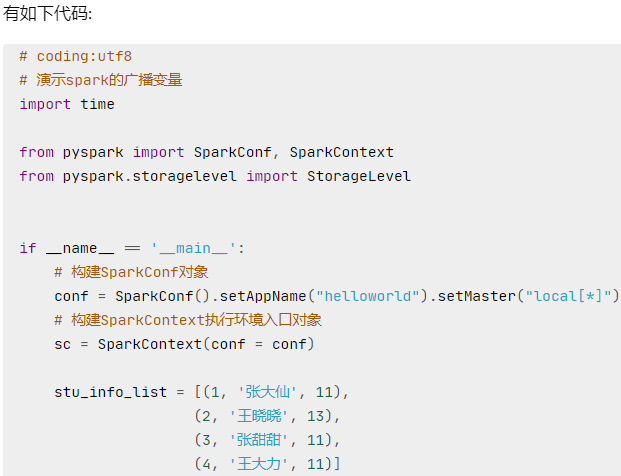 有如下代码:
# coding:utf8
# 演示spark的广播变量
import time
from pyspark import SparkConf, SparkContext
from pyspark.storagelevel import StorageLevel
if __name__ == '__main__':
# 构建SparkConf对象
conf = SparkConf().setAppName("helloworld").setMaster("local[*]")
# 构建SparkContext执行环境入口对象
sc = SparkContext(conf = conf)
stu_info_list = [(1, '张大仙', 11),
(2, '王晓晓', 13),
(3, '张甜甜', 11),
(4, '王大力', 11)]